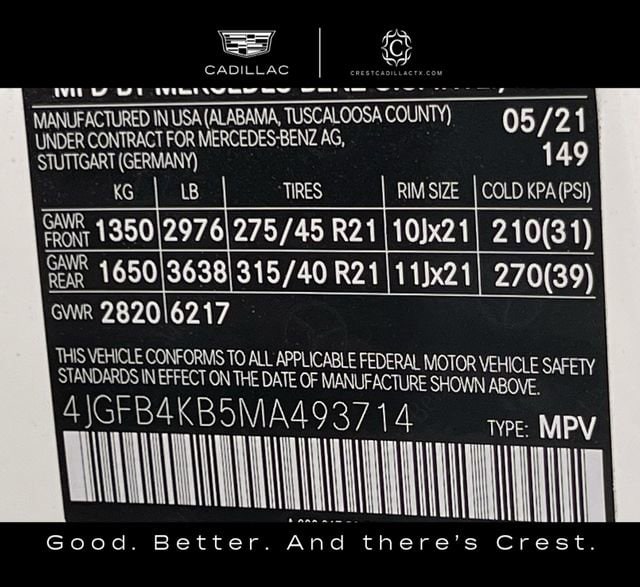 CADILLAC
CRESTCADILLACTX.COM
MANUFACTURED IN USA (ALABAMA, TUSCALOOSA COUNTY) 05/21
UNDER CONTRACT FOR MERCEDES-BENZ AG, 149
STUTTGART (GERMANY)
KG LB TIRES RIM SIZE COLD KPA (PSI)
GAWR FRONT 1350 2976 275/45 R21 10Jx21 210(31)
GAWR REAR 1650 3638 315/40 R21 11Jx21 270(39)
GVWR 2820 6217
THIS VEHICLE CONFORMS TO ALL APPLICABLE FEDERAL MOTOR VEHICLE SAFETY
STANDARDS IN EFFECT ON THE DATE OF MANUFACTURE SHOWN ABOVE.
4JGFB4KB5MA493714 TYPE: MPV
Good. Better. And there's Crest.